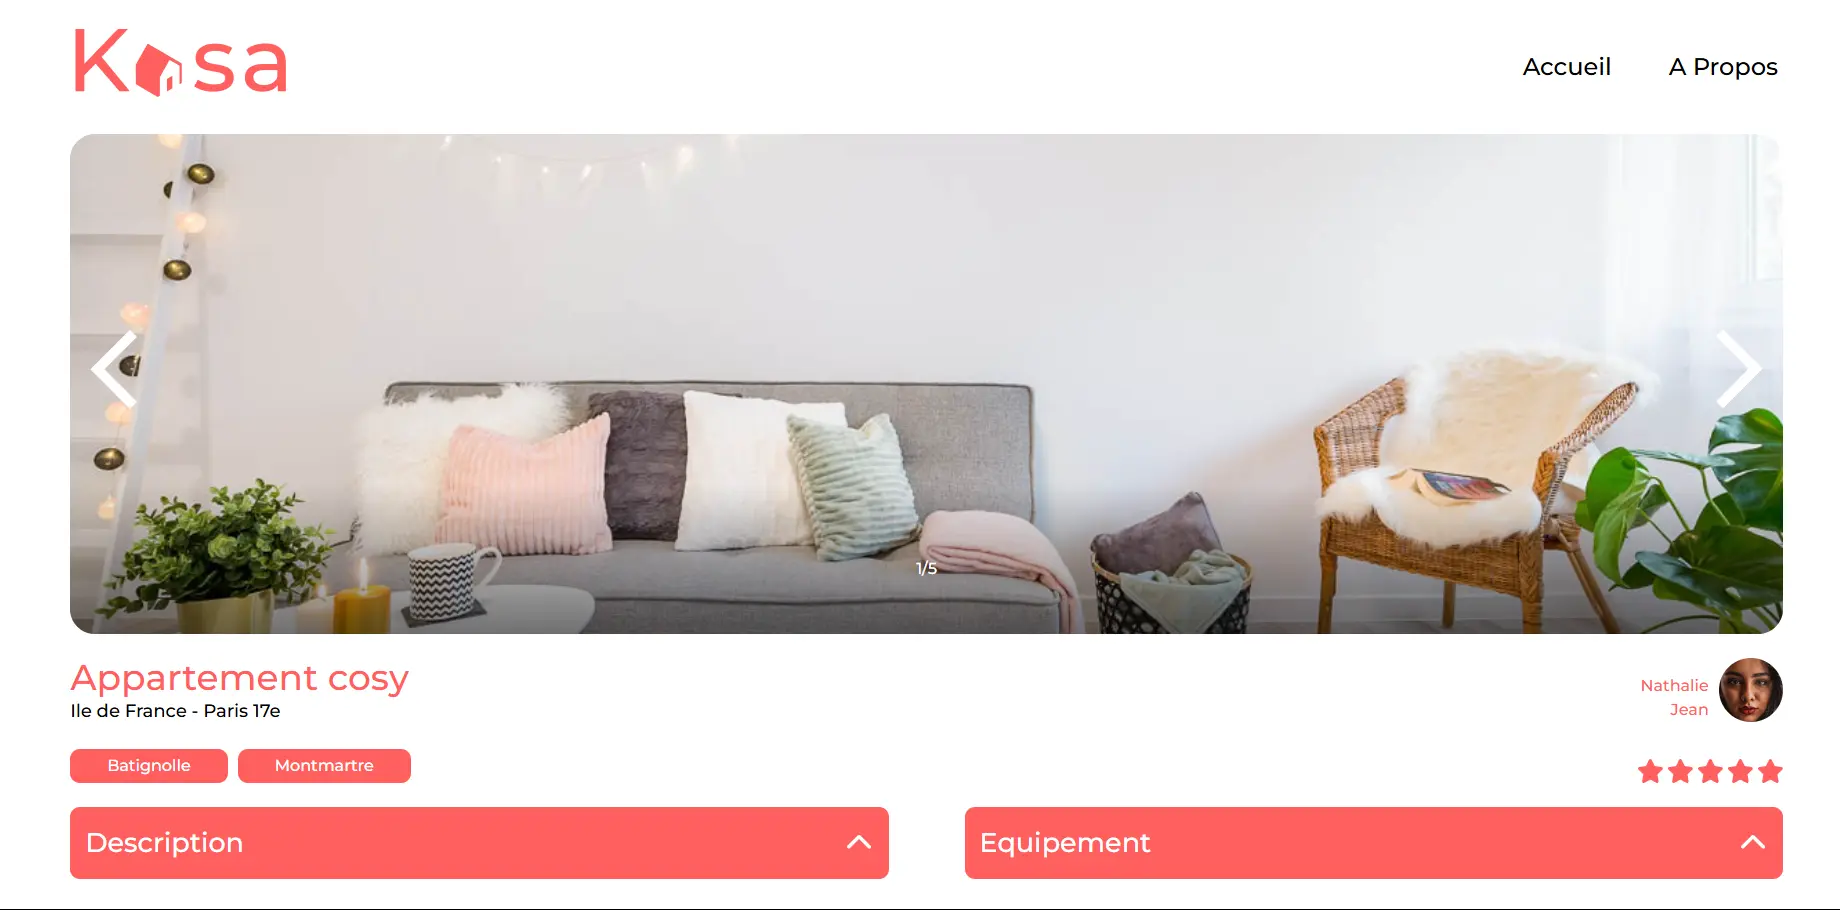 Kasa
Accueil
A Propos
1/5
Appartement cosy
Ile de France - Paris 17e
Nathalie
Jean
Batignolle
Montmartre
Description
Equipement